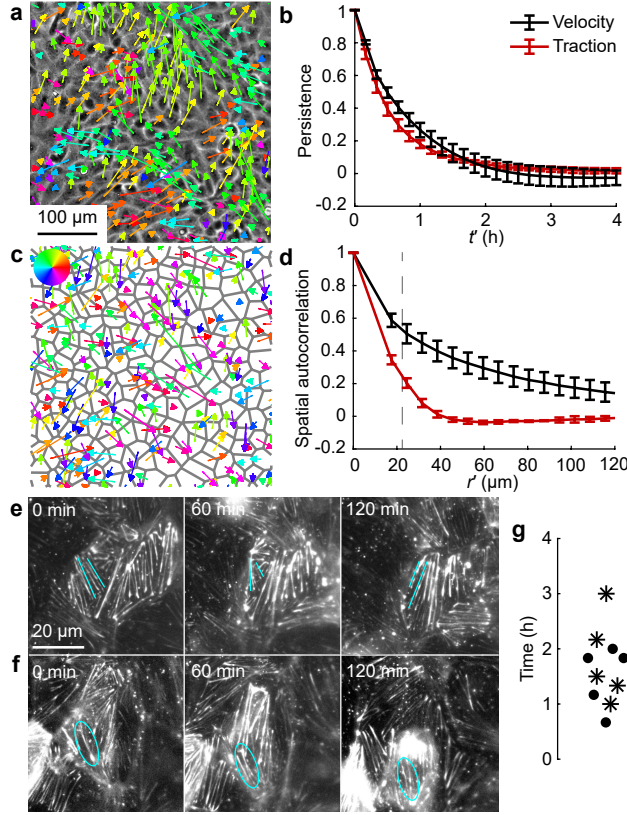 a
100 µm
b
Velocity
Traction
Persistence
1
0.8
0.6
0.4
0.2
0
-0.2
0 1 2 3 4
t' (h)
c
d
Spatial autocorrelation
1
0.8
0.6
0.4
0.2
0
-0.2
0 20 40 60 80 100 120
r' (µm)
e
0 min
60 min
120 min
20 µm
f
0 min
60 min
120 min
g
Time (h)
4
3
2
1
0